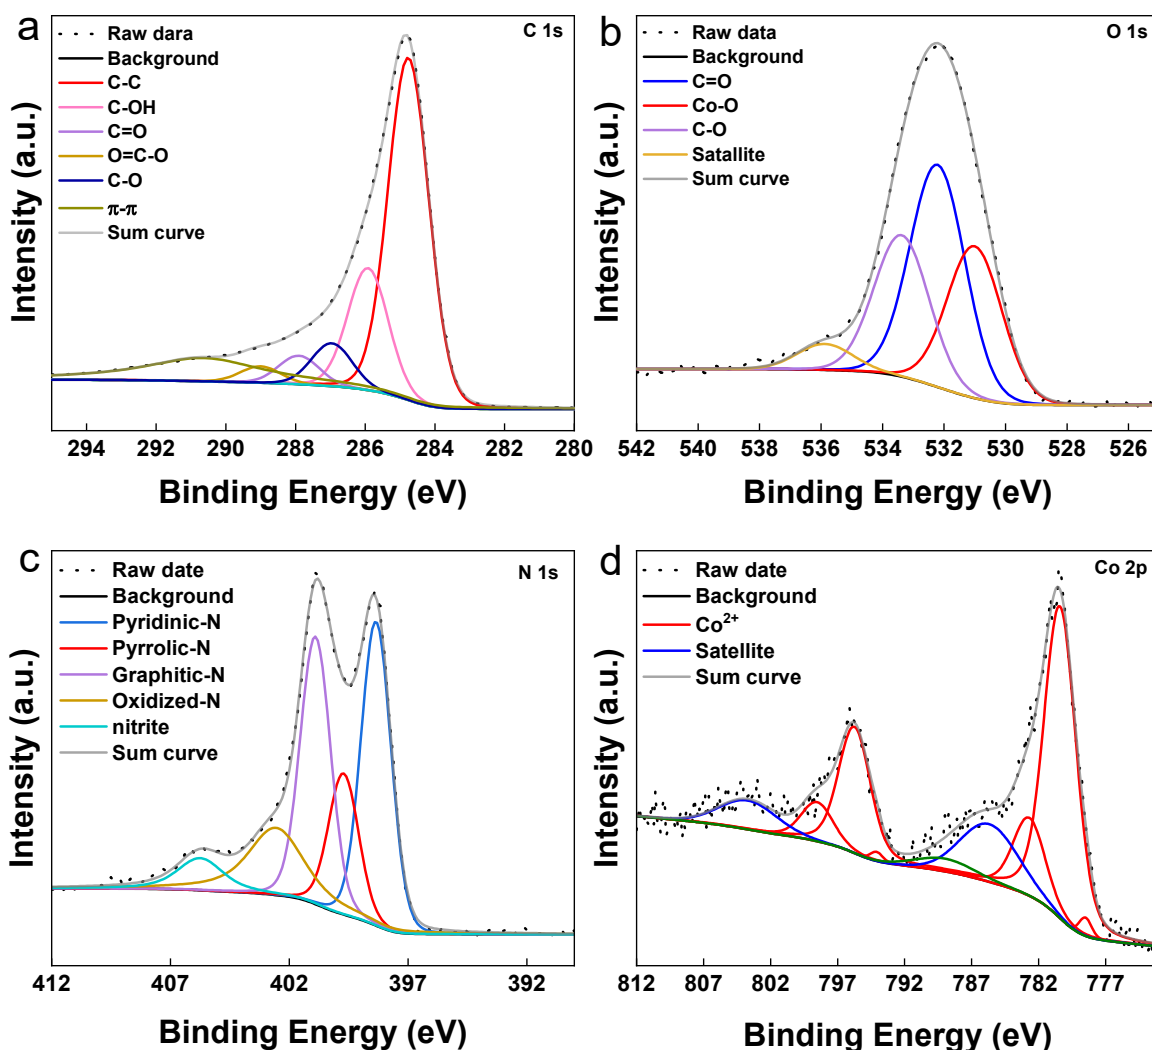 a
Raw dara
Background
C-C
C-OH
C=O
O=C-O
C-O
π-π
Sum curve
C 1s
Intensity (a.u.)
294 292 290 288 286 284 282 280
Binding Energy (eV)
b
Raw data
Background
C=O
Co-O
C-O
Satallite
Sum curve
O 1s
Intensity (a.u.)
542 540 538 536 534 532 530 528 526
Binding Energy (eV)
c
Raw date
Background
Pyridinic-N
Pyrrolic-N
Graphitic-N
Oxidized-N
nitrite
Sum curve
N 1s
Intensity (a.u.)
412 407 402 397 392
Binding Energy (eV)
d
Raw date
Background
Co²⁺
Satellite
Sum curve
Co 2p
Intensity (a.u.)
812 807 802 797 792 787 782 777
Binding Energy (eV)